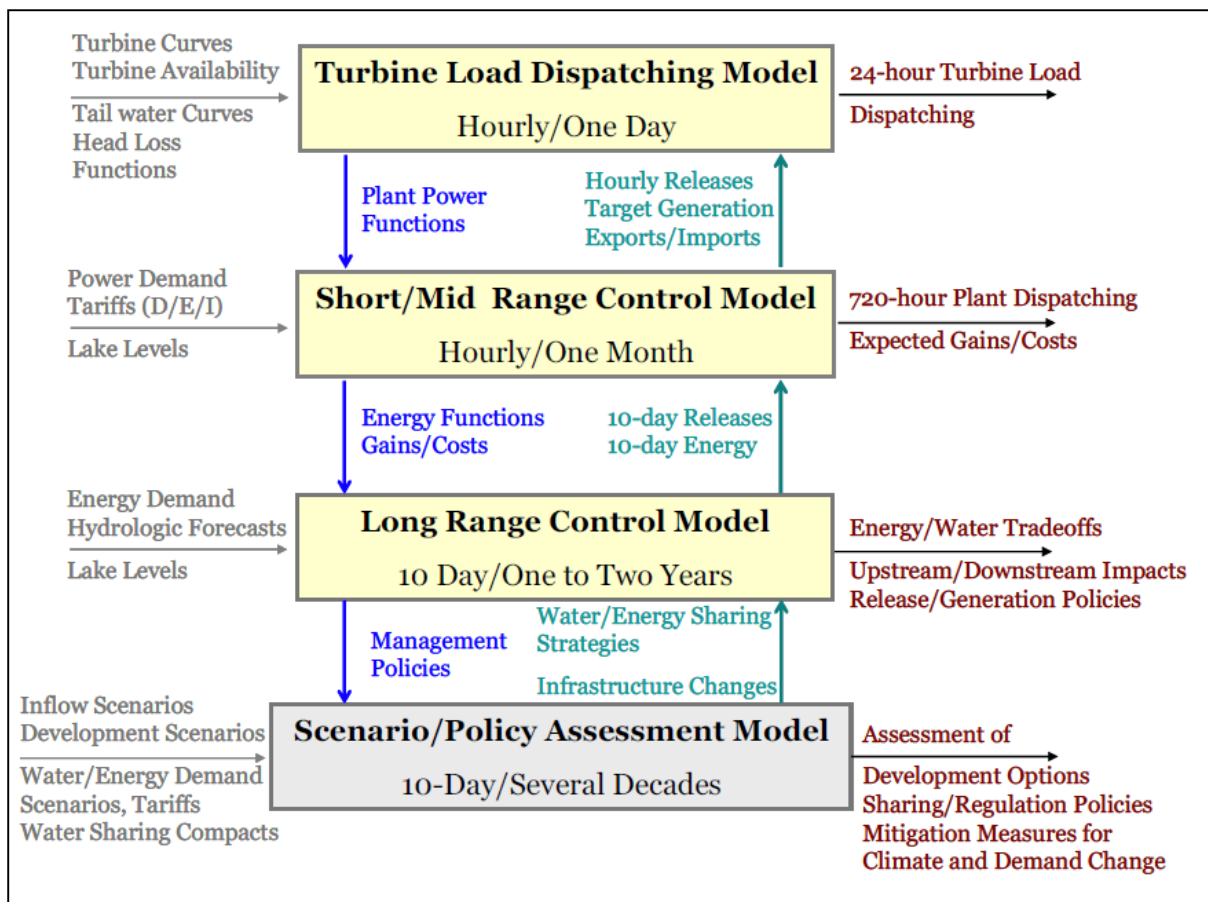 Turbine Curves
Turbine Availability
Tail water Curves
Head Loss
Functions
Turbine Load Dispatching Model
Hourly/One Day
24-hour Turbine Load
Dispatching
Plant Power
Functions
Hourly Releases
Target Generation
Exports/Imports
Power Demand
Tariffs (D/E/I)
Lake Levels
Short/Mid Range Control Model
Hourly/One Month
720-hour Plant Dispatching
Expected Gains/Costs
Energy Functions
Gains/Costs
10-day Releases
10-day Energy
Energy Demand
Hydrologic Forecasts
Lake Levels
Long Range Control Model
10 Day/One to Two Years
Energy/Water Tradeoffs
Upstream/Downstream Impacts
Release/Generation Policies
Management
Policies
Water/Energy Sharing
Strategies
Infrastructure Changes
Inflow Scenarios
Development Scenarios
Water/Energy Demand
Scenarios, Tariffs
Water Sharing Compacts
Scenario/Policy Assessment Model
10-Day/Several Decades
Assessment of
Development Options
Sharing/Regulation Policies
Mitigation Measures for
Climate and Demand Change